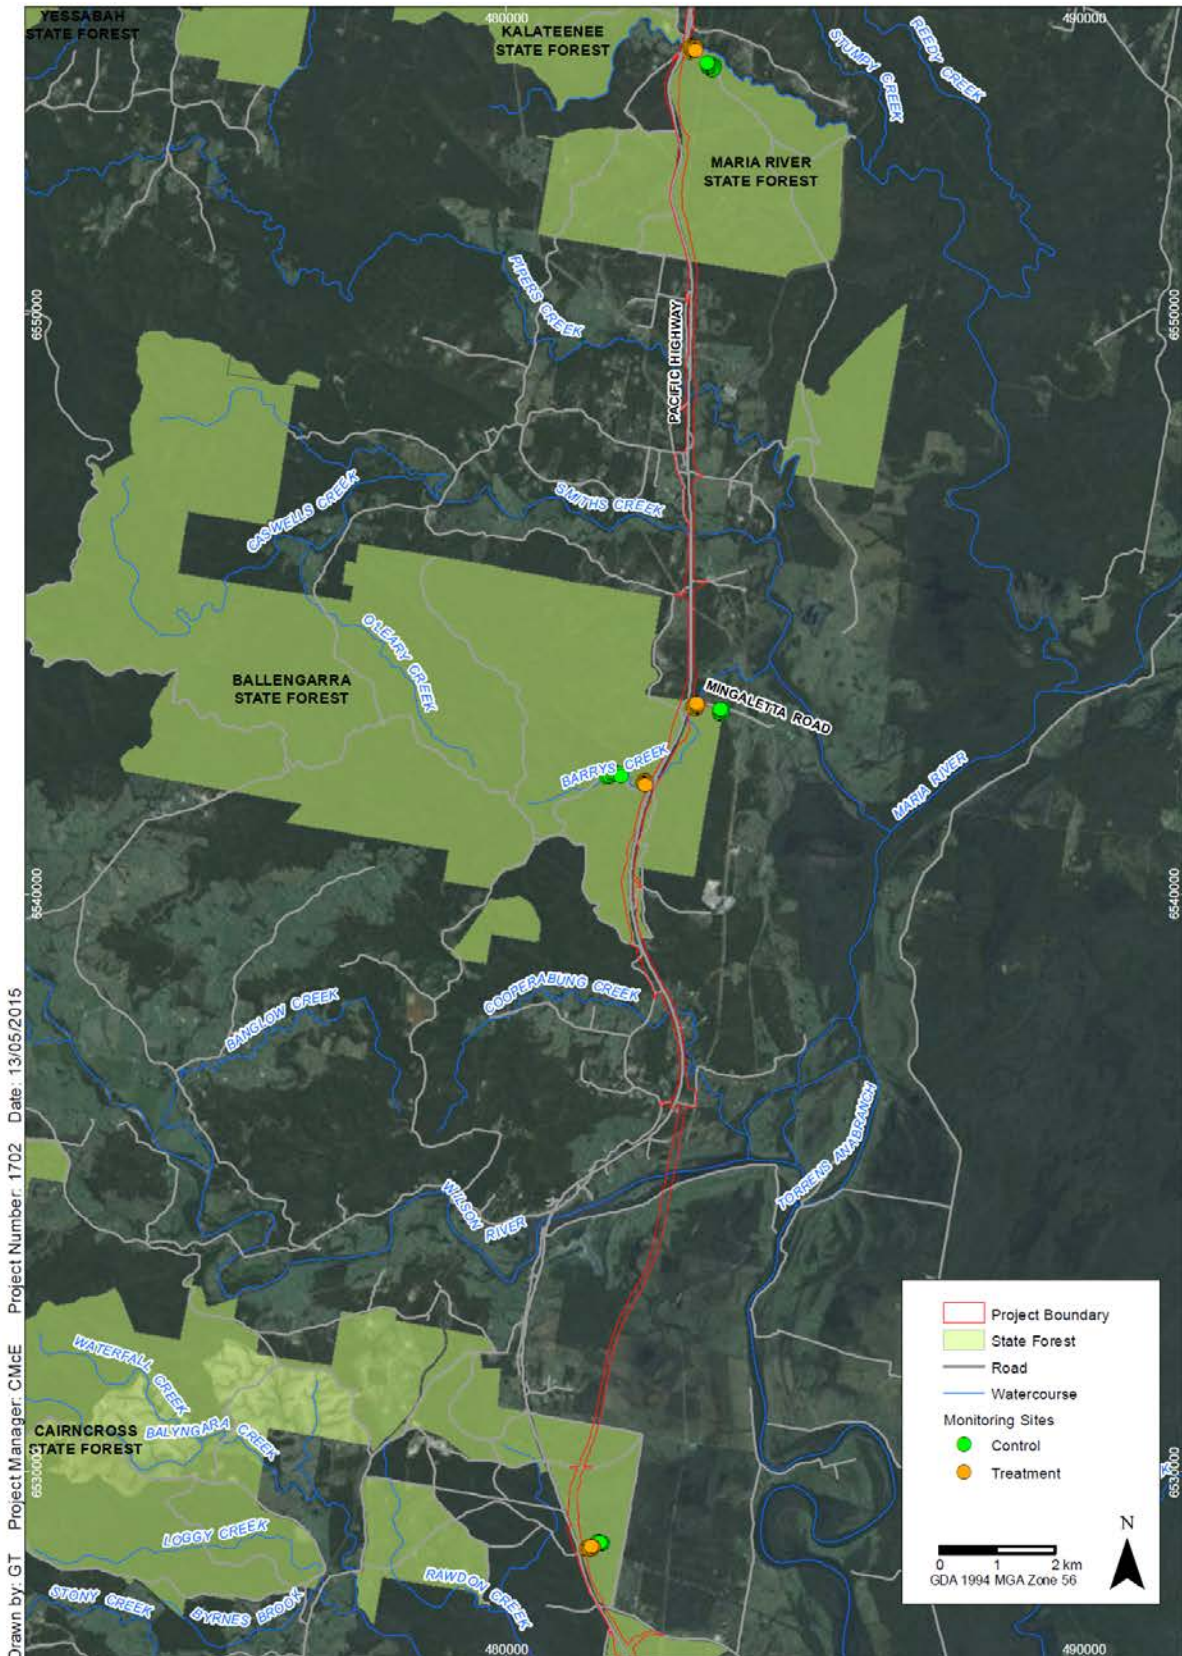 480000
490000
YESSABAH
STATE FOREST
KALATEENEE
STATE FOREST
STUMPY CREEK
REEDY CREEK
MARIA RIVER
STATE FOREST
PIPERS CREEK
6550000
6550000
PACIFIC HIGHWAY
CASWELLS CREEK
SMITHS CREEK
O'LEARY CREEK
BALLENGARRA
STATE FOREST
MINGALETTA ROAD
BARRYS CREEK
MARIA RIVER
6540000
6540000
COOPERABUNG CREEK
BANGLOW CREEK
TORRENS ANABRANCH
WILSON RIVER
WATERFALL CREEK
BALYNGARA CREEK
CAIRNCROSS
STATE FOREST
6530000
6530000
LOGGY CREEK
STONY CREEK
BYRNES BROOK
RAWDON CREEK
480000
490000
Project Boundary
State Forest
Road
Watercourse
Monitoring Sites
Control
Treatment
N
0 1 2 km
GDA 1994 MGA Zone 56
Drawn by: GT Project Manager: CMcE Project Number: 1702 Date: 13/05/2015